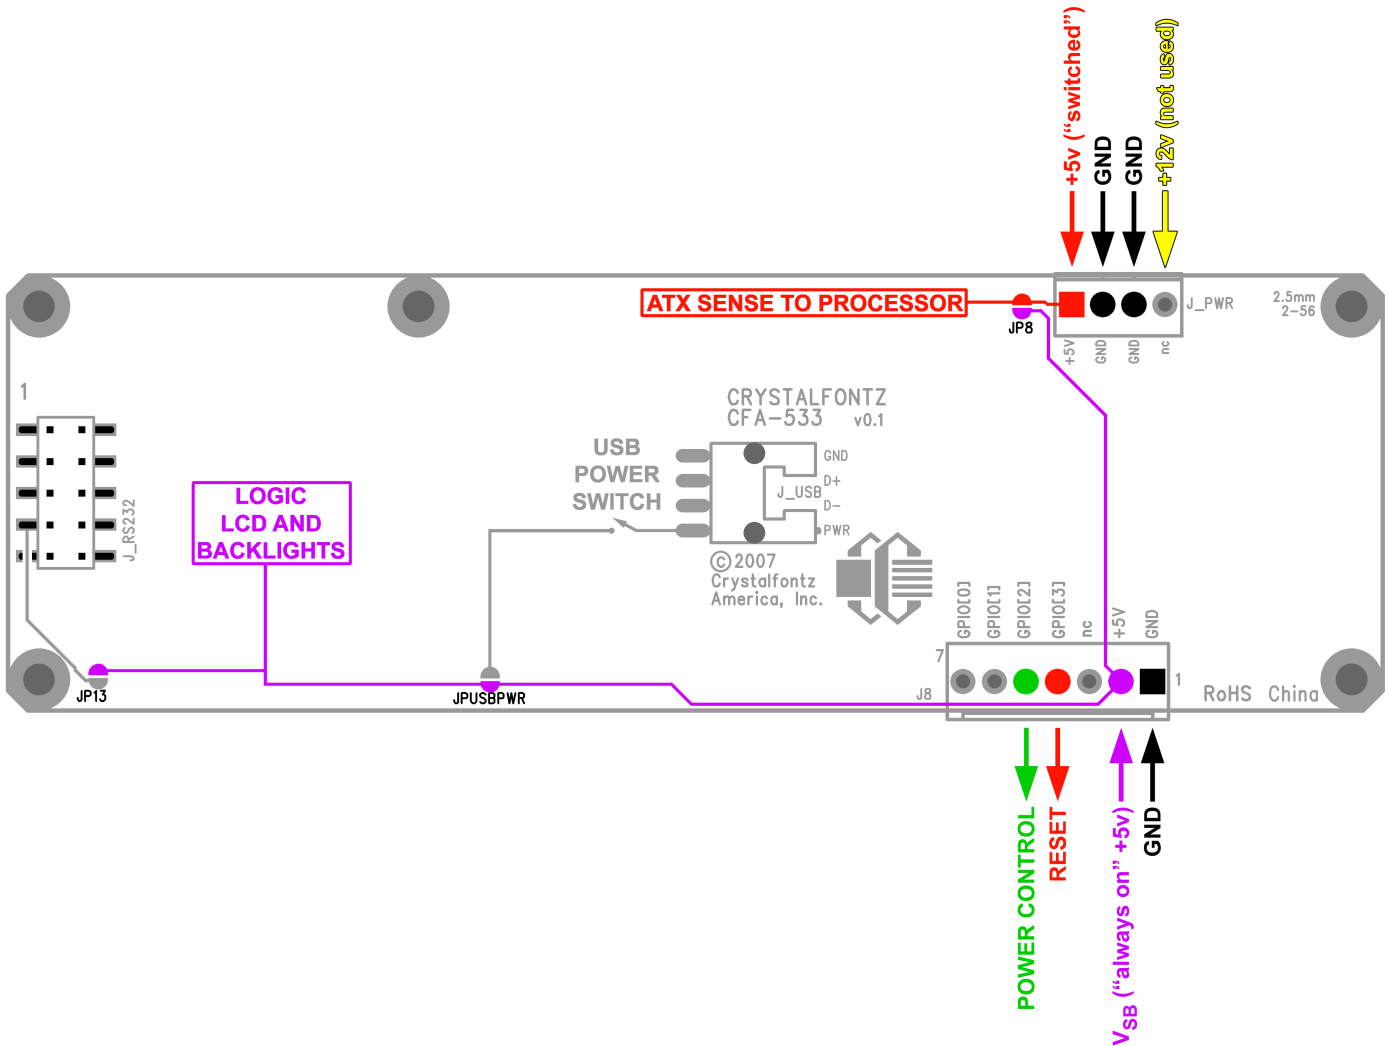 +5v (“switched”)
GND
GND
+12v (not used)
ATX SENSE TO PROCESSOR
JP8
J_PWR
2.5mm
2-56
+5V
GND
GND
nc
1
CRYSTALFONTZ
CFA-533 v0.1
USB
POWER
SWITCH
GND
D+
J_USB
D-
PWR
J_RS232
LOGIC
LCD AND
BACKLIGHTS
©2007
Crystalfontz
America, Inc.
GPIO[0]
GPIO[1]
GPIO[2]
GPIO[3]
nc
+5V
GND
7
1
J8
JP13
JPUSBPWR
RoHS China
POWER CONTROL
RESET
VSB (“always on” +5v)
GND